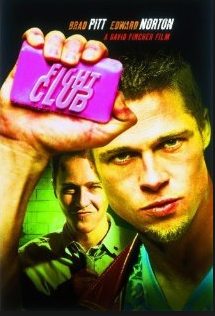 BRAD PITT EDWARD NORTON
A DAVID FINCHER FILM
FIGHT
CLUB